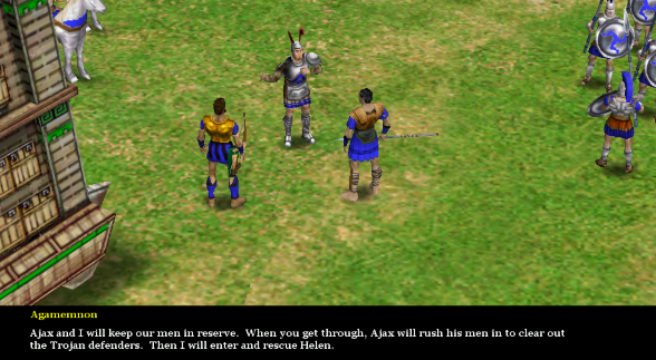 Agamemnon
Ajax and I will keep our men in reserve.  When you get through, Ajax will rush his men in to clear out
the Trojan defenders.  Then I will enter and rescue Helen.